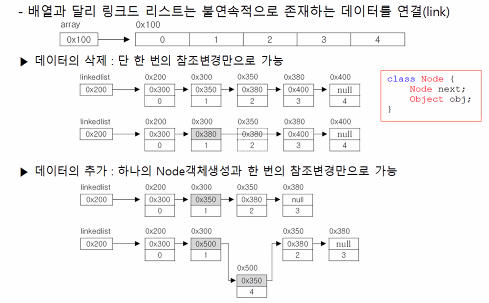 - 배열과 달리 링크드 리스트는 불연속적으로 존재하는 데이터를 연결(link)
array 0x100
0x100 0 1 2 3 4
▶ 데이터의 삭제 : 단 한 번의 참조변경만으로 가능
linkedlist 0x200 0x300 0x350 0x380 0x400
0x200 0x300 0x350 0x380 0x400 null
0 1 2 3 4
linkedlist 0x200 0x300 0x350 0x380 0x400
0x200 0x300 0x380 0x380 0x400 null
0 1 2 3 4
class Node {
Node next;
Object obj;
}
▶ 데이터의 추가 : 하나의 Node객체생성과 한 번의 참조변경만으로 가능
linkedlist 0x200 0x300 0x350 0x380
0x200 0x300 0x350 0x380 null
0 1 2 3
linkedlist 0x200 0x300 0x350 0x380
0x200 0x300 0x500 0x380 null
0 1 2 3
0x500
0x350
4